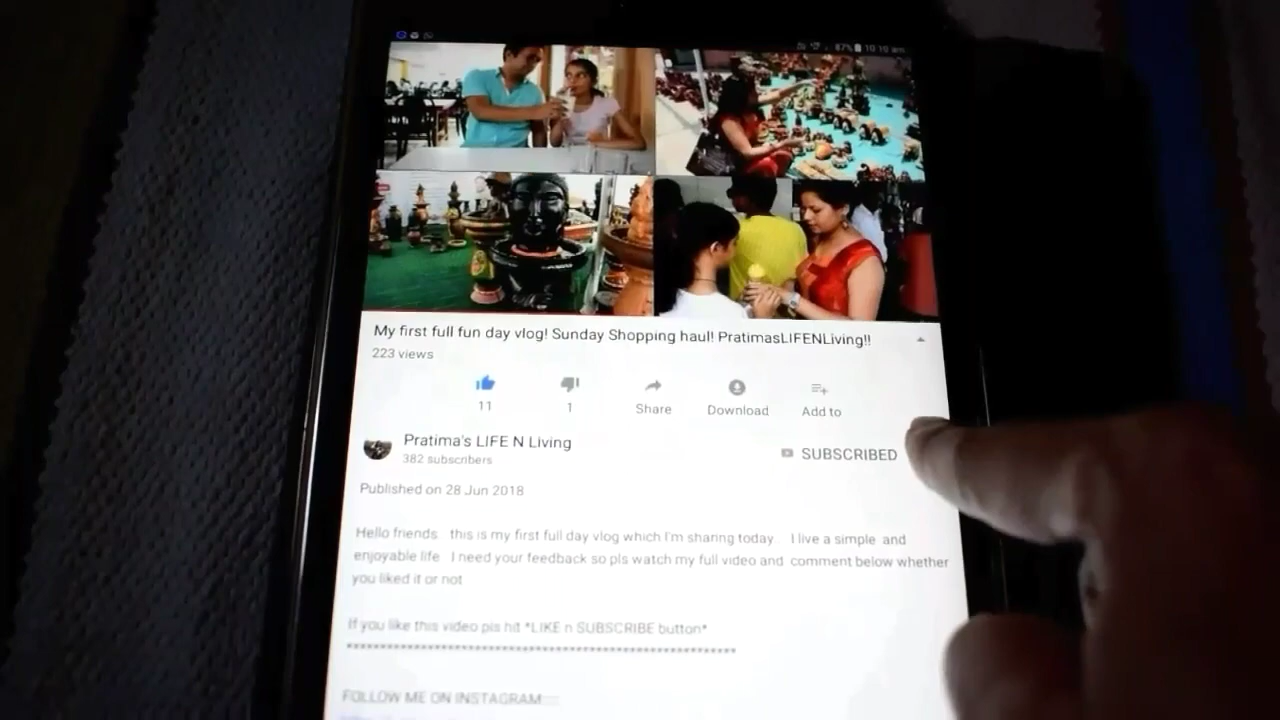 87% 10:10 am
My first full fun day vlog! Sunday Shopping haul! PratimasLIFENLiving!!
223 views
11 1 Share Download Add to
Pratima's LIFE N Living
382 subscribers
SUBSCRIBED
Published on 28 Jun 2018
Hello friends this is my first full day vlog which I'm sharing today. I live a simple and
enjoyable life I need your feedback so pls watch my full video and comment below whether
you liked it or not
If you like this video pls hit *LIKE n SUBSCRIBE button*
************************************************************
FOLLOW ME ON INSTAGRAM